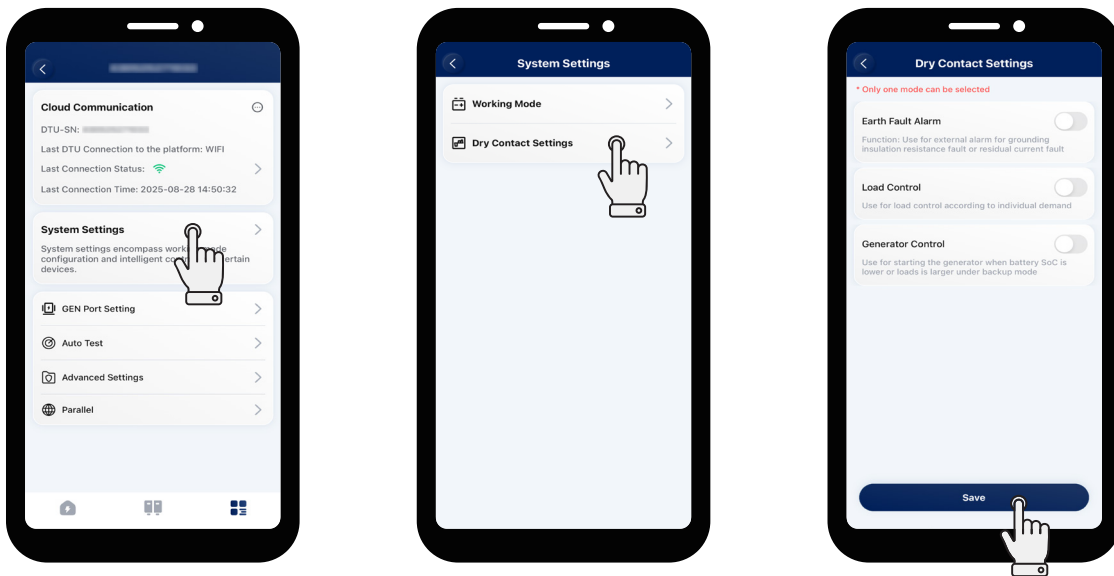 Cloud Communication
DTU-SN:
Last DTU Connection to the platform: WIFI
Last Connection Status:
Last Connection Time: 2025-08-28 14:50:32
System Settings
System settings encompass working mode
configuration and intelligent certain
devices.
GEN Port Setting
Auto Test
Advanced Settings
Parallel
System Settings
Working Mode
Dry Contact Settings
Dry Contact Settings
* Only one mode can be selected
Earth Fault Alarm
Function: Use for external alarm for grounding
insulation resistance fault or residual current fault
Load Control
Use for load control according to individual demand
Generator Control
Use for starting the generator when battery SoC is
lower or loads is larger under backup mode
Save